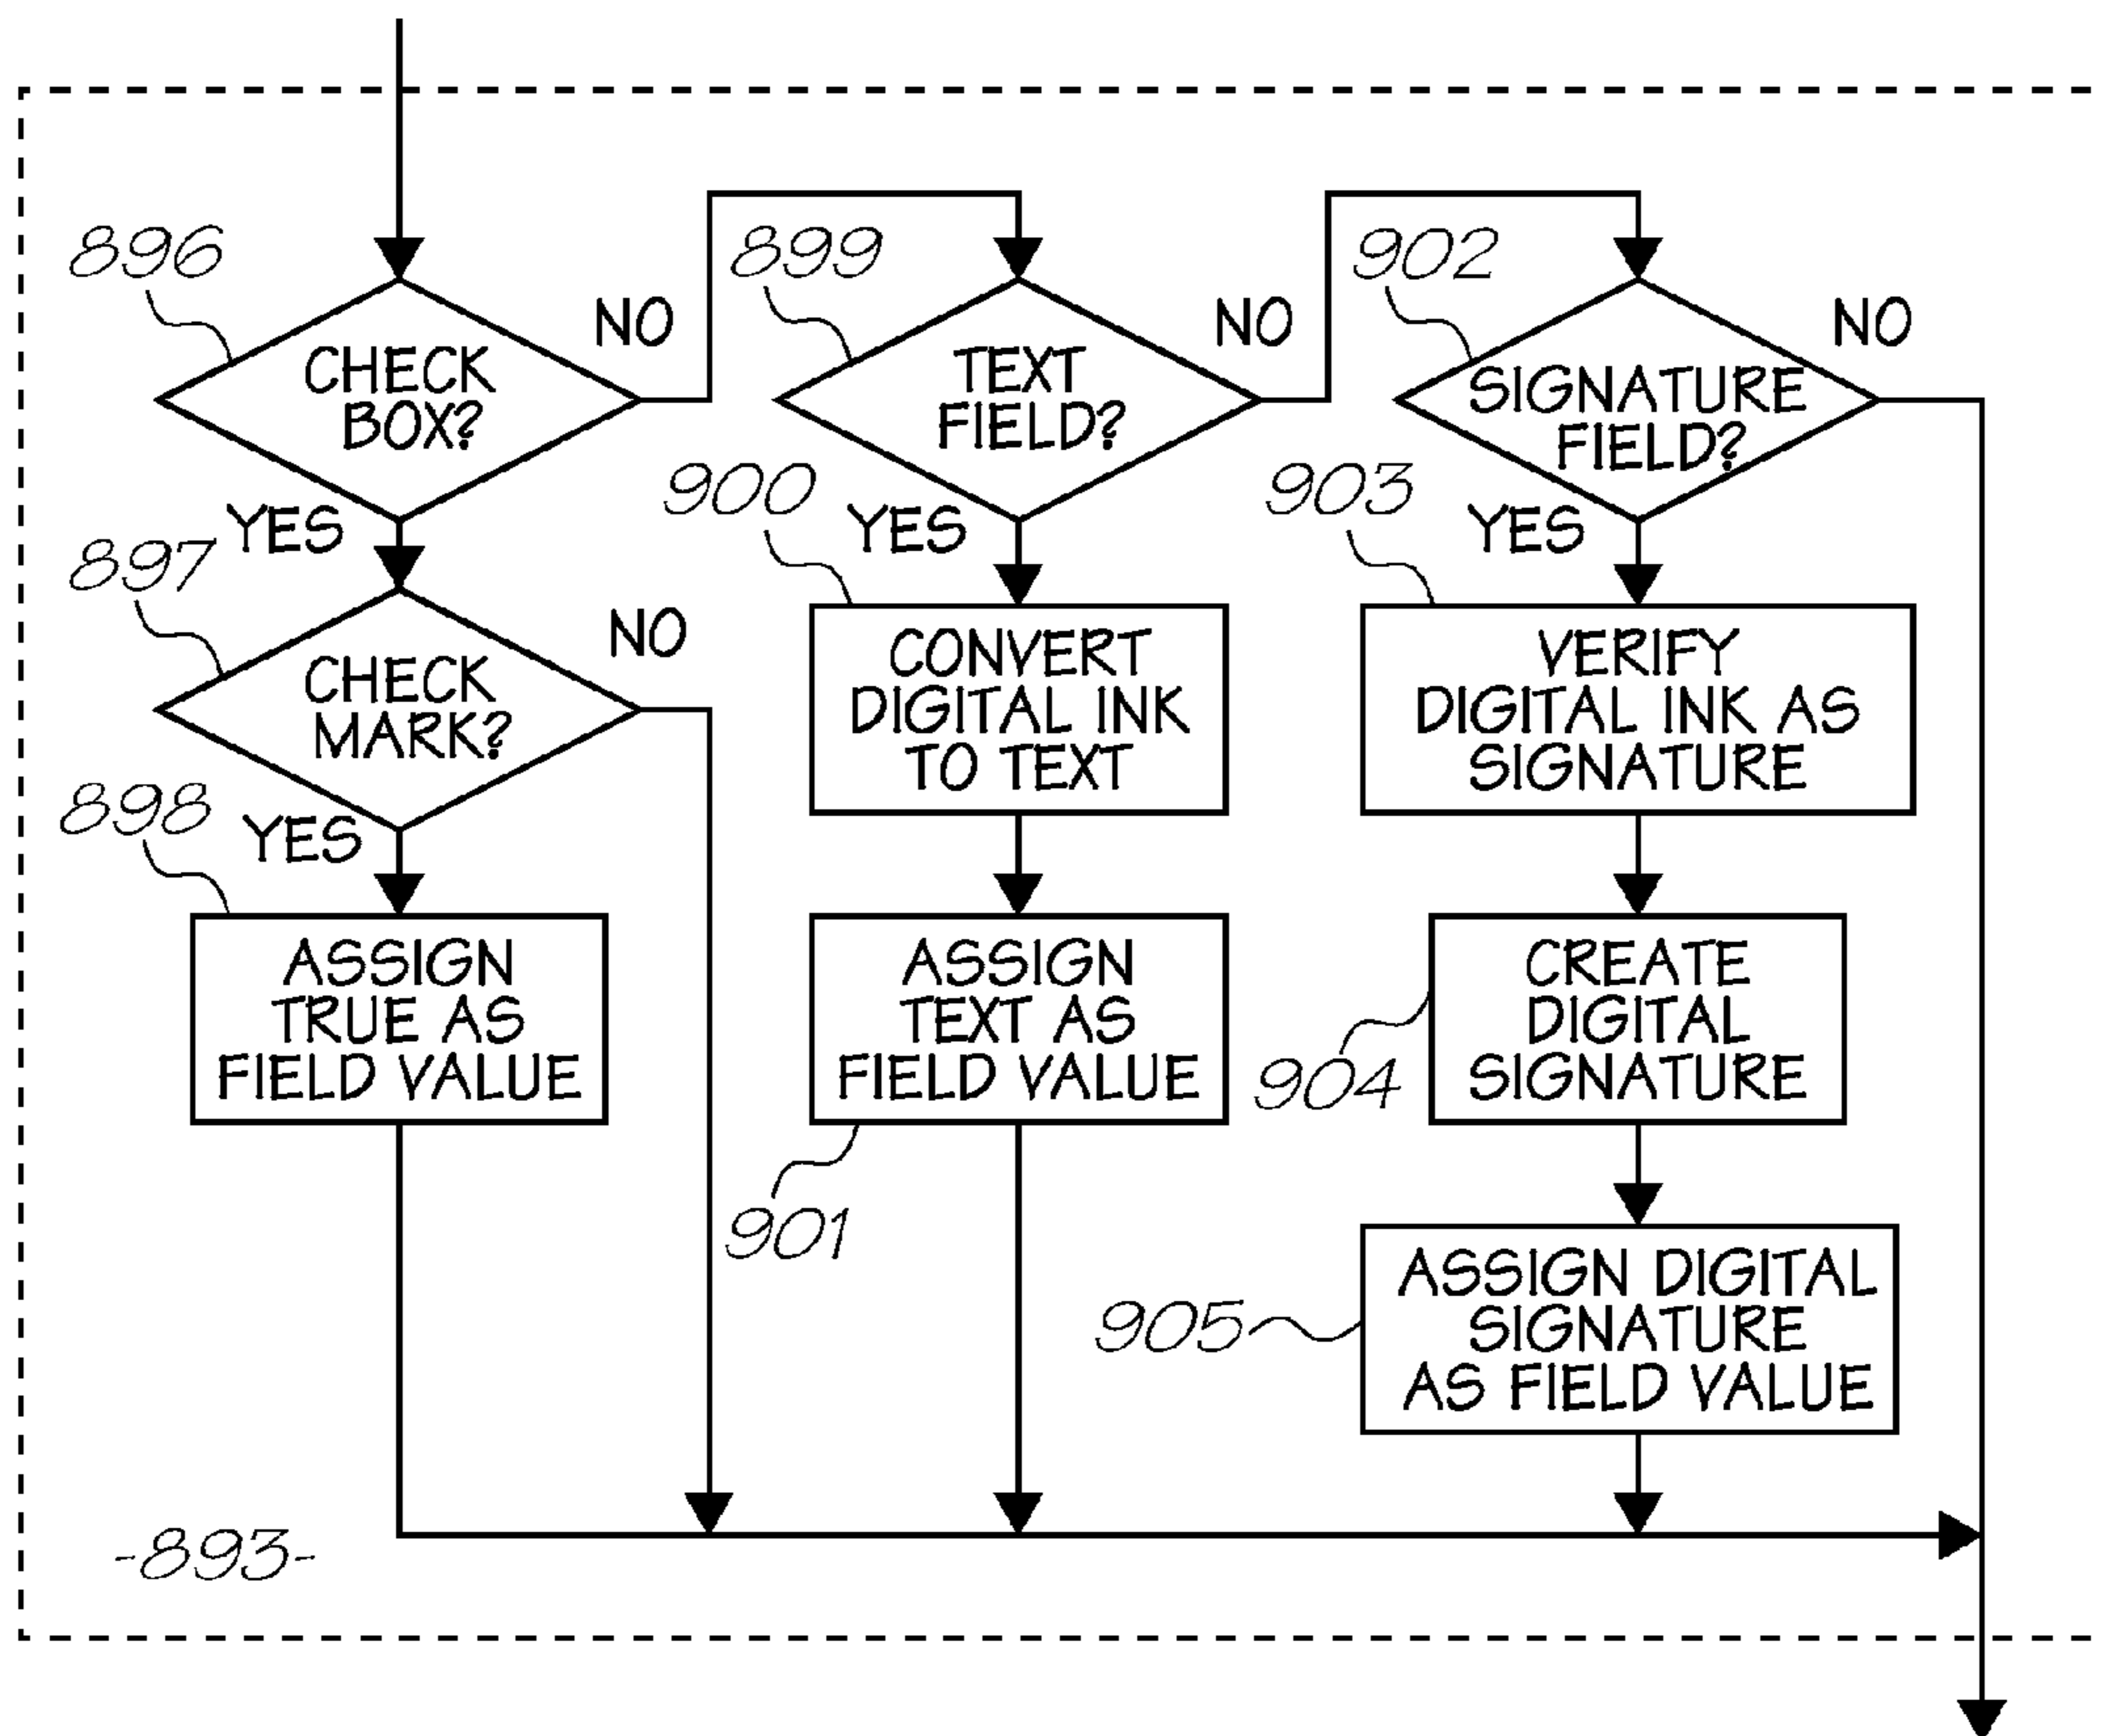 896
CHECK
BOX?
NO
YES
897
CHECK
MARK?
NO
YES
898
ASSIGN
TRUE AS
FIELD VALUE
899
TEXT
FIELD?
NO
YES
900
CONVERT
DIGITAL INK
TO TEXT
ASSIGN
TEXT AS
FIELD VALUE
901
902
SIGNATURE
FIELD?
NO
YES
903
VERIFY
DIGITAL INK AS
SIGNATURE
CREATE
DIGITAL
SIGNATURE
904
ASSIGN DIGITAL
SIGNATURE
AS FIELD VALUE
905
-893-